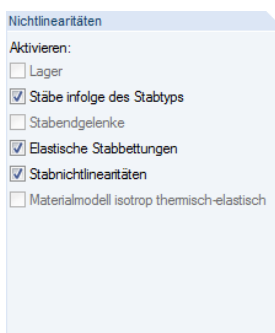 Nichtlinearitäten
Aktivieren:
Lager
Stäbe infolge des Stabtyps
Stabendgelenke
Elastische Stabbettungen
Stabnichtlinearitäten
Materialmodell isotrop thermisch-elastisch